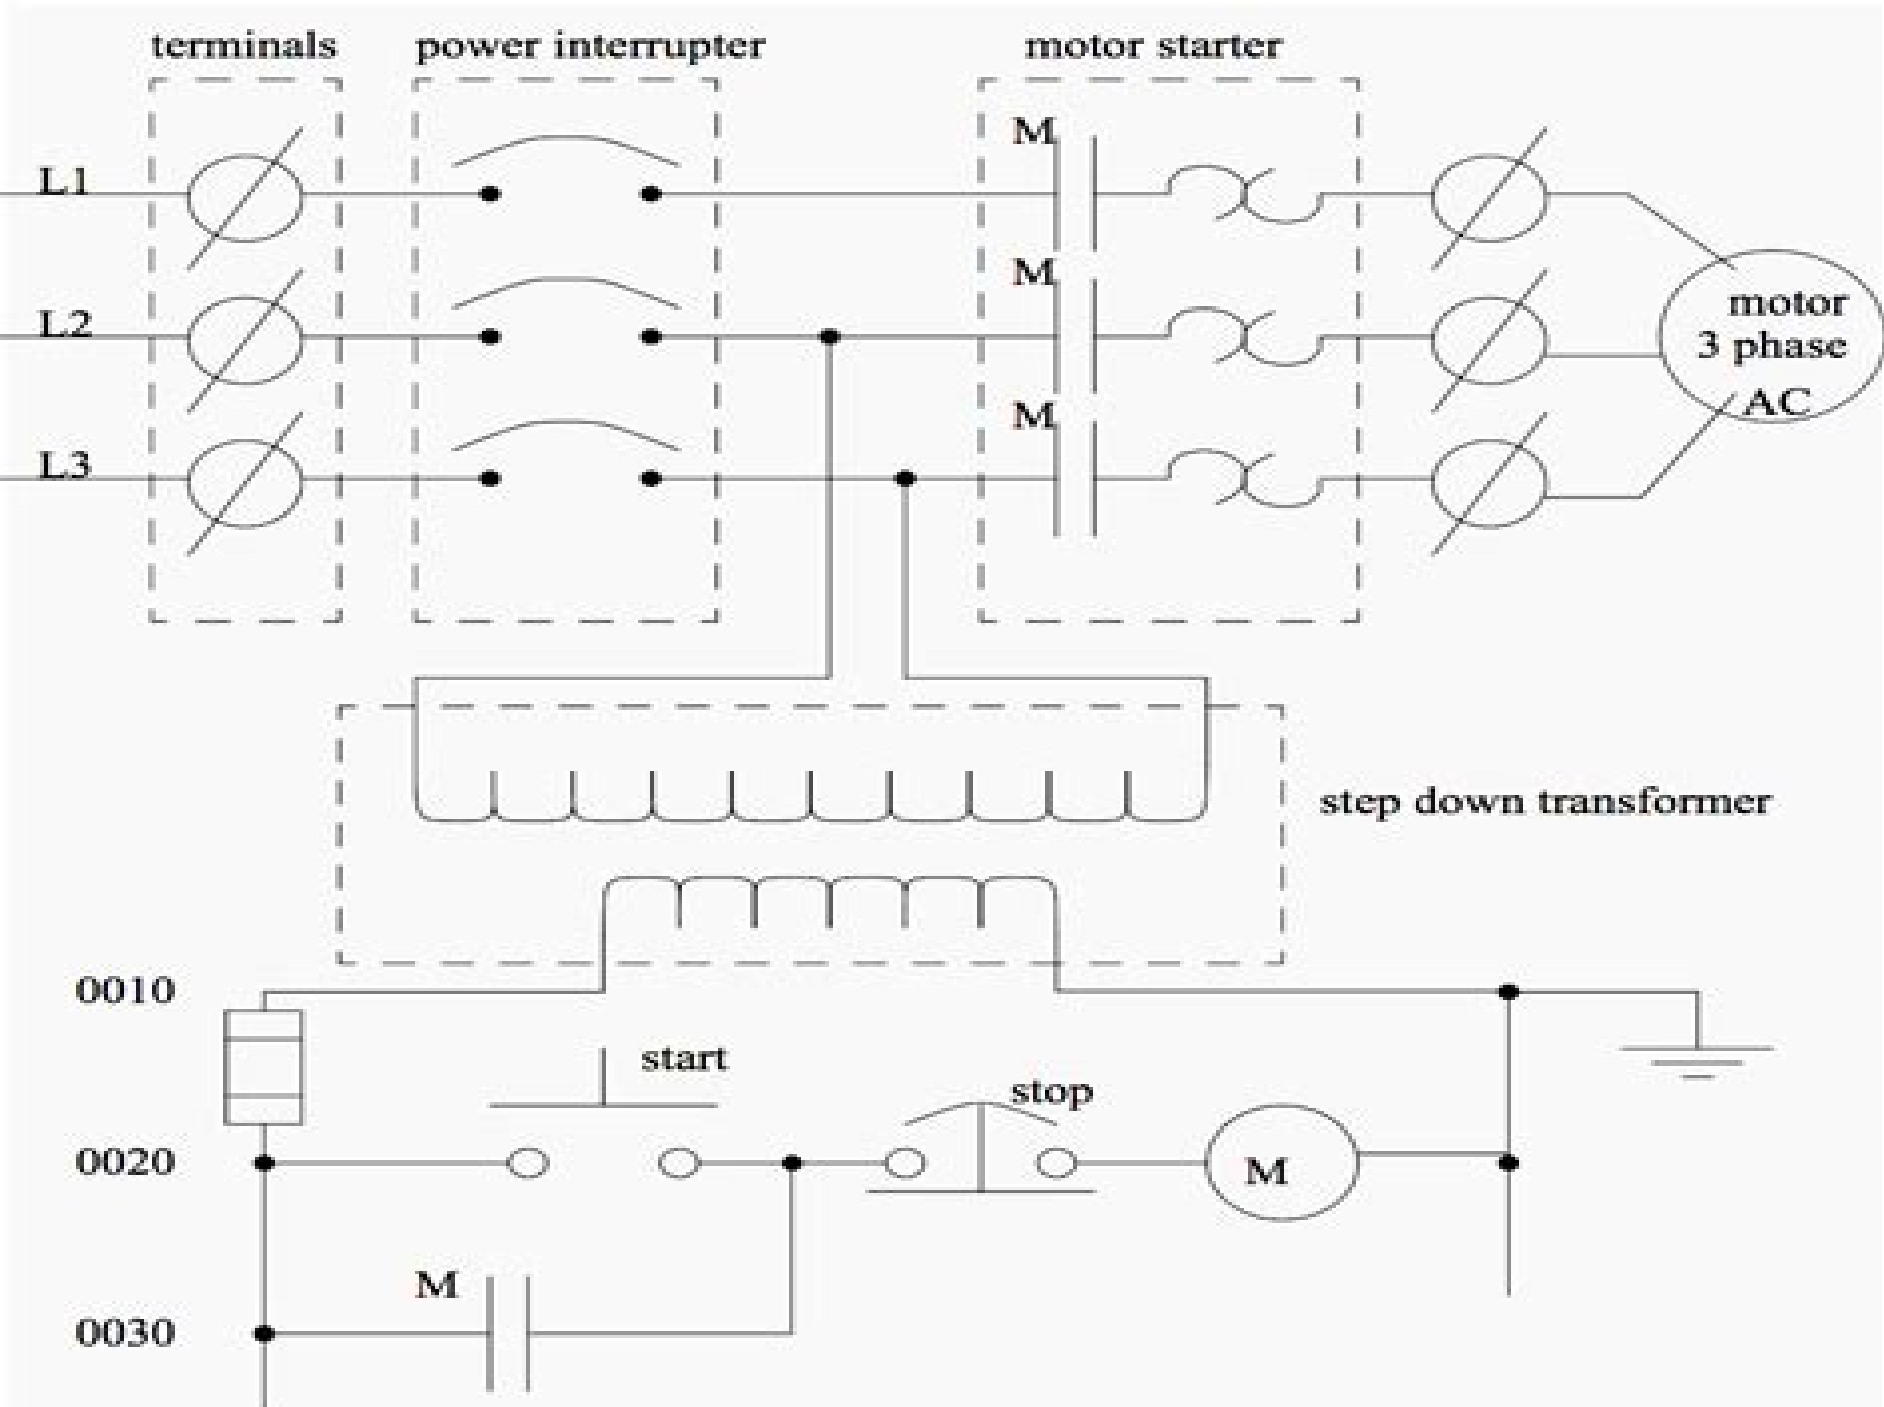 terminals
power interrupter
motor starter
M
L1
M
L2
motor
3 phase
AC
M
L3
step down transformer
0010
start
stop
0020
M
M
0030